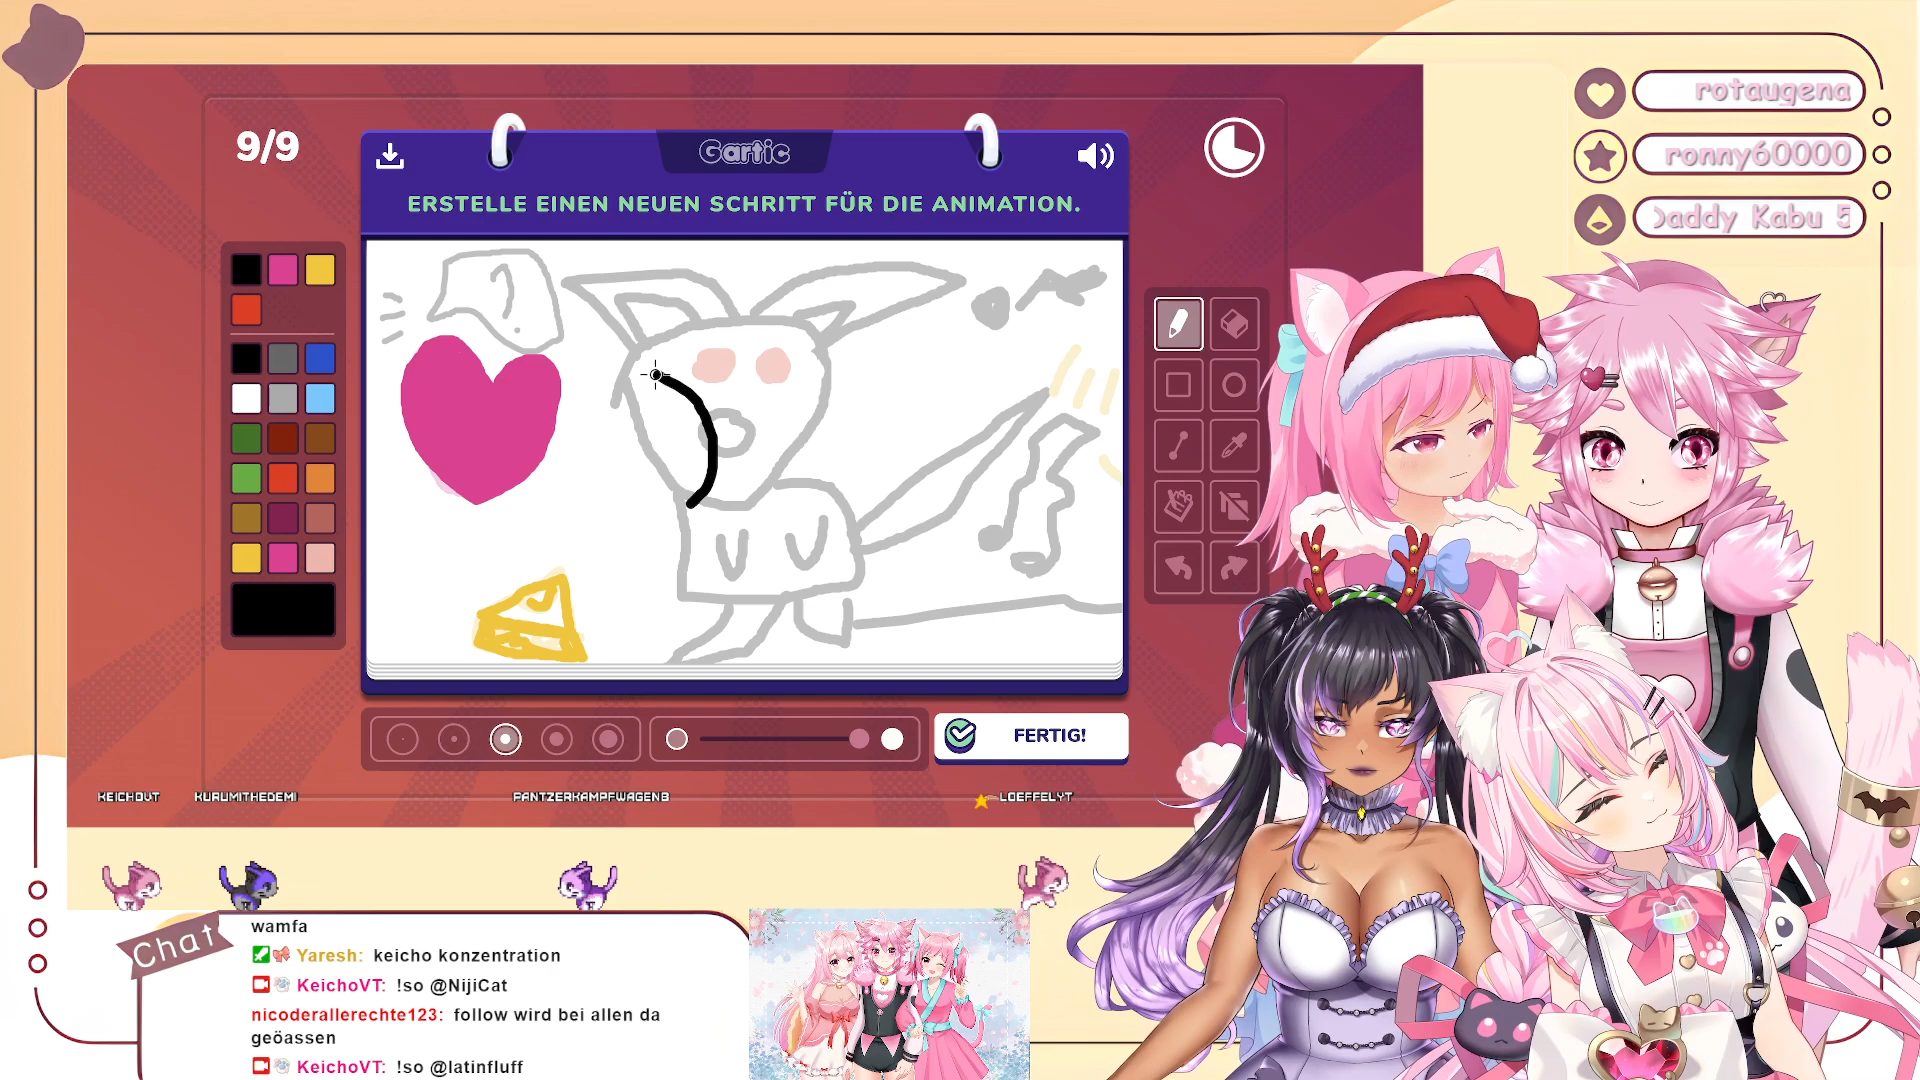 rotaugena
ronny60000
Daddy Kabu 5
9/9
Gartic
ERSTELLE EINEN NEUEN SCHRITT FÜR DIE ANIMATION.
?
FERTIG!
KEICHOVT
KURUMITHEDEMI
PANTZERKAMPFWAGEN8
LOEFFELYT
Chat
wamfa
Yaresh: keicho konzentration
KeichoVT: !so @NijiCat
nicoderallerechte123: follow wird bei allen da
geöassen
KeichoVT: !so @latinfluff